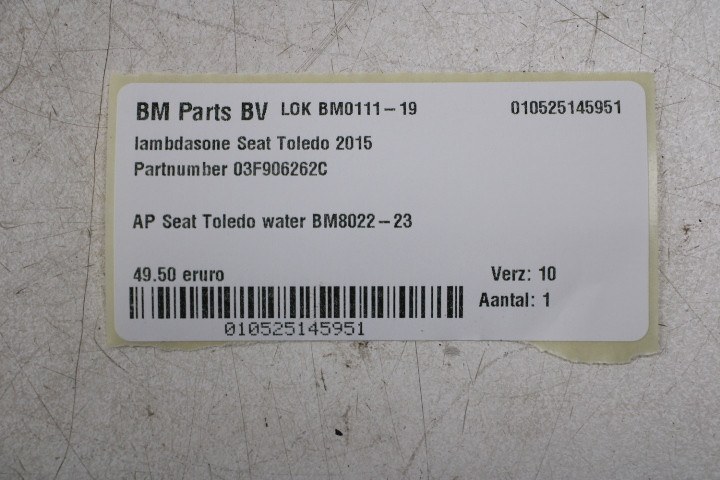 BM Parts BV LOK BM0111-19 010525145951
lambdasone Seat Toledo 2015
Partnumber 03F906262C
AP Seat Toledo water BM8022-23
49.50 eruro Verz: 10
Aantal: 1
010525145951